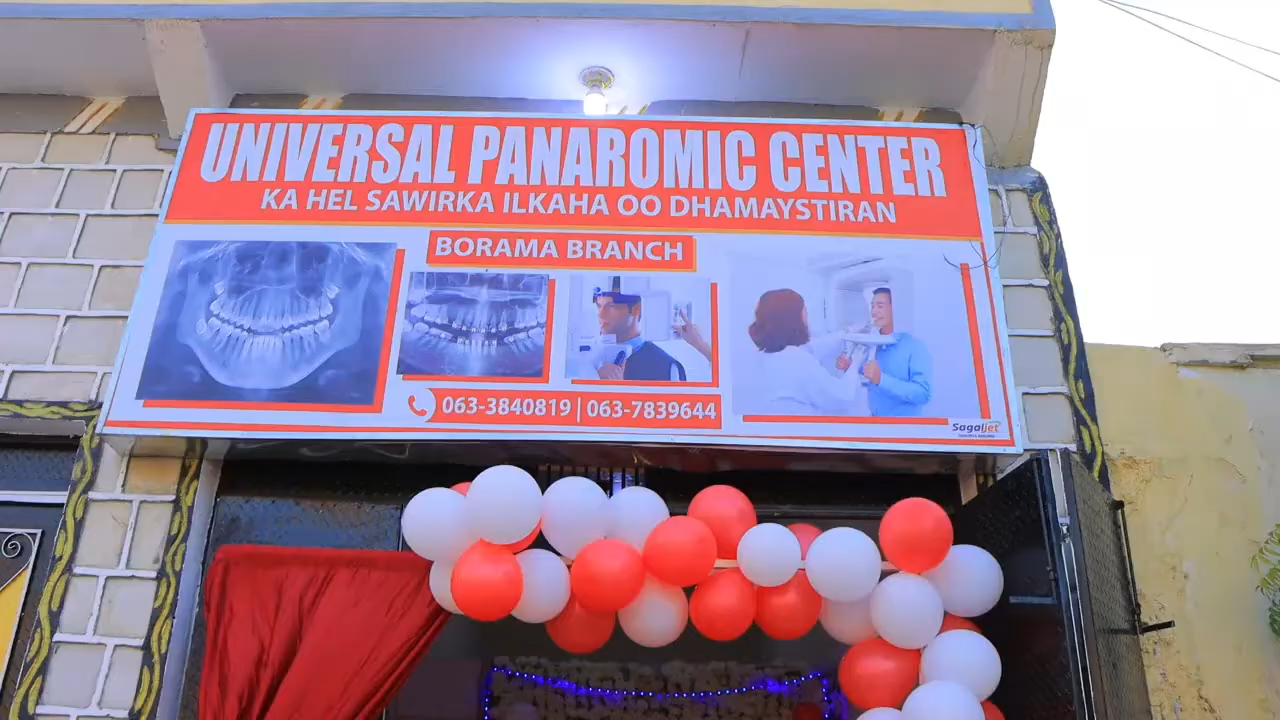 UNIVERSAL PANAROMIC CENTER
KA HEL SAWIRKA ILKAHA OO DHAMAYSTIRAN
BORAMA BRANCH
063-3840819 | 063-7839644
Sagaljet